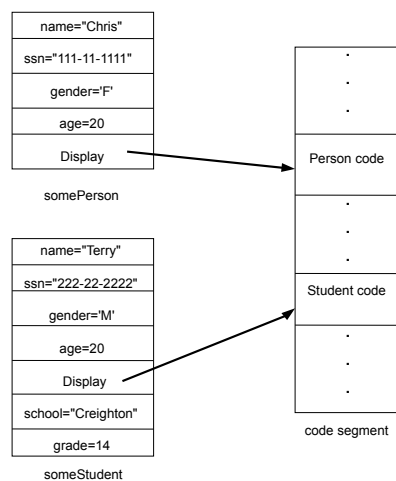 name="Chris"
ssn="111-11-1111"
gender='F'
age=20
Display
somePerson
name="Terry"
ssn="222-22-2222"
gender='M'
age=20
Display
school="Creighton"
grade=14
someStudent
Person code
Student code
code segment